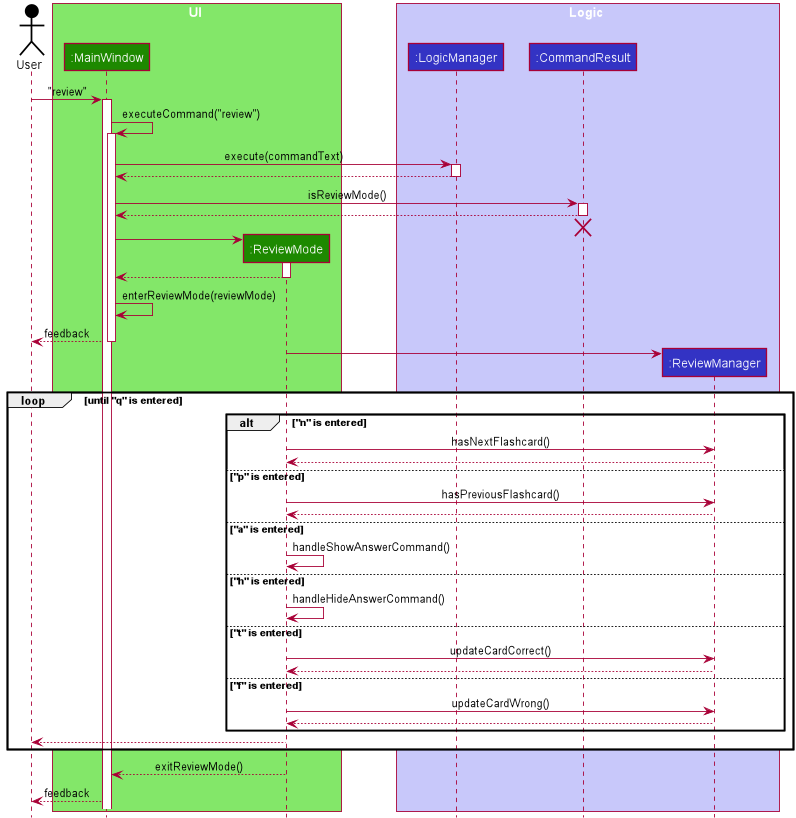 UI
Logic
User
:MainWindow
:LogicManager
:CommandResult
"review"
executeCommand("review")
execute(commandText)
isReviewMode()
:ReviewMode
enterReviewMode(reviewMode)
feedback
:ReviewManager
loop [until "q" is entered]
alt ["n" is entered]
hasNextFlashcard()
["p" is entered]
hasPreviousFlashcard()
["a" is entered]
handleShowAnswerCommand()
["h" is entered]
handleHideAnswerCommand()
["t" is entered]
updateCardCorrect()
["f" is entered]
updateCardWrong()
exitReviewMode()
feedback